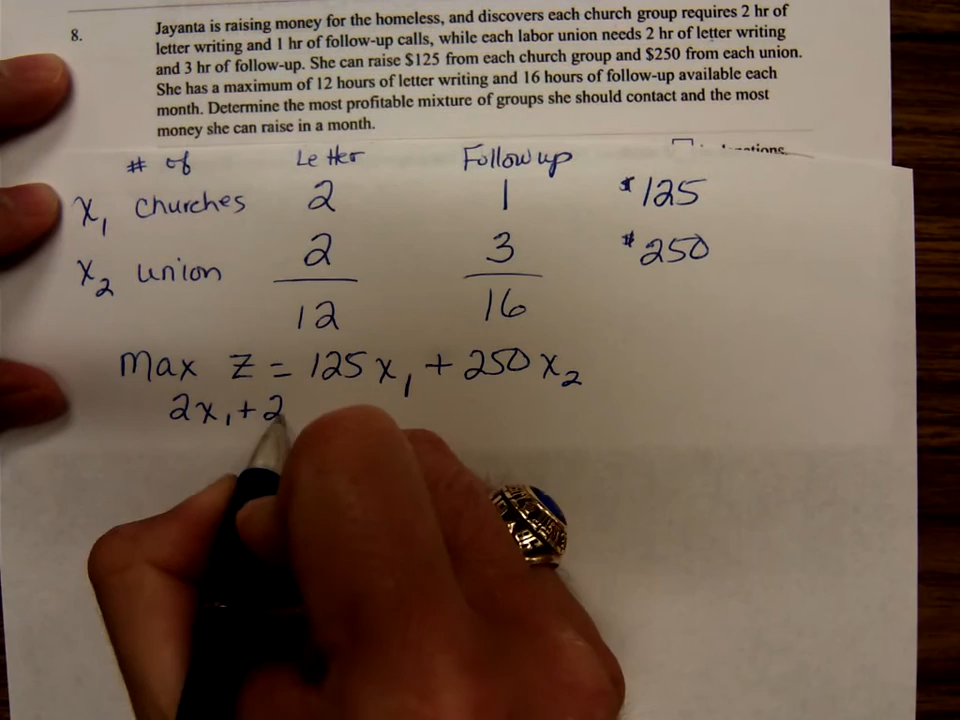 8. Jayanta is raising money for the homeless, and discovers each church group requires 2 hr of
letter writing and 1 hr of follow-up calls, while each labor union needs 2 hr of letter writing
and 3 hr of follow-up. She can raise $125 from each church group and $250 from each union.
She has a maximum of 12 hours of letter writing and 16 hours of follow-up available each
month. Determine the most profitable mixture of groups she should contact and the most
money she can raise in a month.
# of Letter Follow up
x₁ churches 2 1 $125
x₂ union 2 3 $250
12 16
Max z = 125x₁ + 250x₂
2x₁ + 2